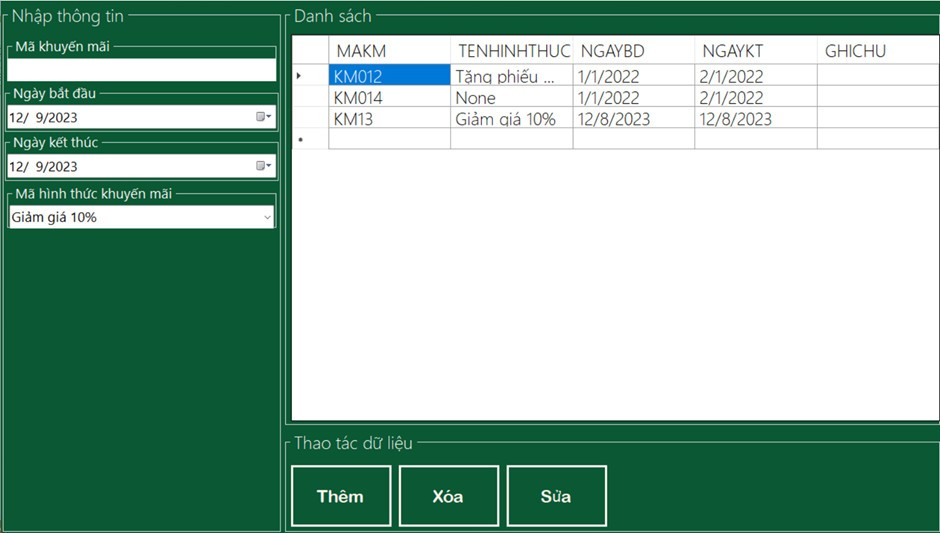 Nhập thông tin
Mã khuyến mãi
Ngày bắt đầu
12/ 9/2023
Ngày kết thúc
12/ 9/2023
Mã hình thức khuyến mãi
Giảm giá 10%
Danh sách
MAKM TENHINHTHUC NGAYBD NGAYKT GHICHU
KM012 Tặng phiếu ... 1/1/2022 2/1/2022
KM014 None 1/1/2022 2/1/2022
KM13 Giảm giá 10% 12/8/2023 12/8/2023
Thao tác dữ liệu
Thêm Xóa Sửa